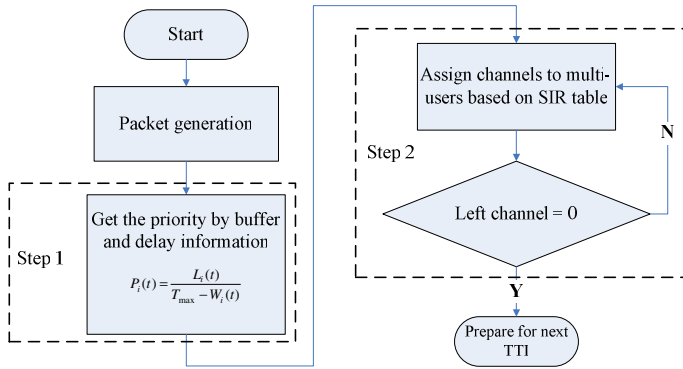 Start
Packet generation
Step 1
Get the priority by buffer
and delay information
P_i(t) = L_i(t) / (T_max − W_i(t))
Step 2
Assign channels to multi-
users based on SIR table
N
Left channel = 0
Y
Prepare for next
TTI